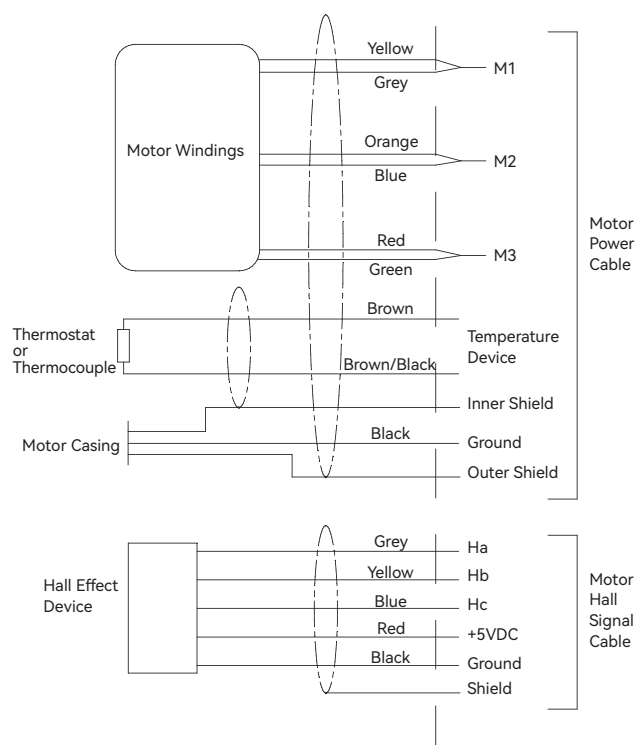 Yellow
M1
Grey
Motor Windings
Orange
M2
Blue
Red
M3
Green
Motor
Power
Cable
Brown
Thermostat
or
Thermocouple
Temperature
Device
Brown/Black
Inner Shield
Motor Casing
Black
Ground
Outer Shield
Grey
Ha
Yellow
Hb
Hall Effect
Device
Blue
Hc
Red
+5VDC
Black
Ground
Shield
Motor
Hall
Signal
Cable